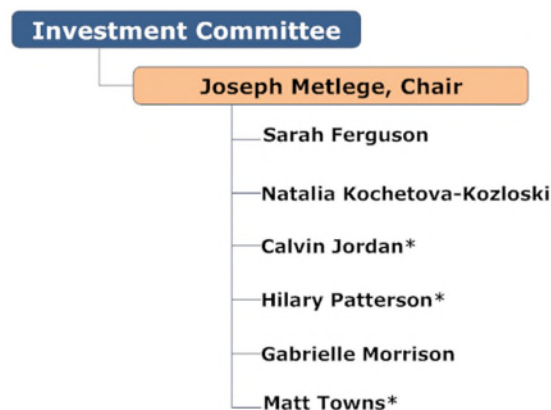 Investment Committee
Joseph Metlege, Chair
Sarah Ferguson
Natalia Kochetova-Kozloski
Calvin Jordan*
Hilary Patterson*
Gabrielle Morrison
Matt Towns*